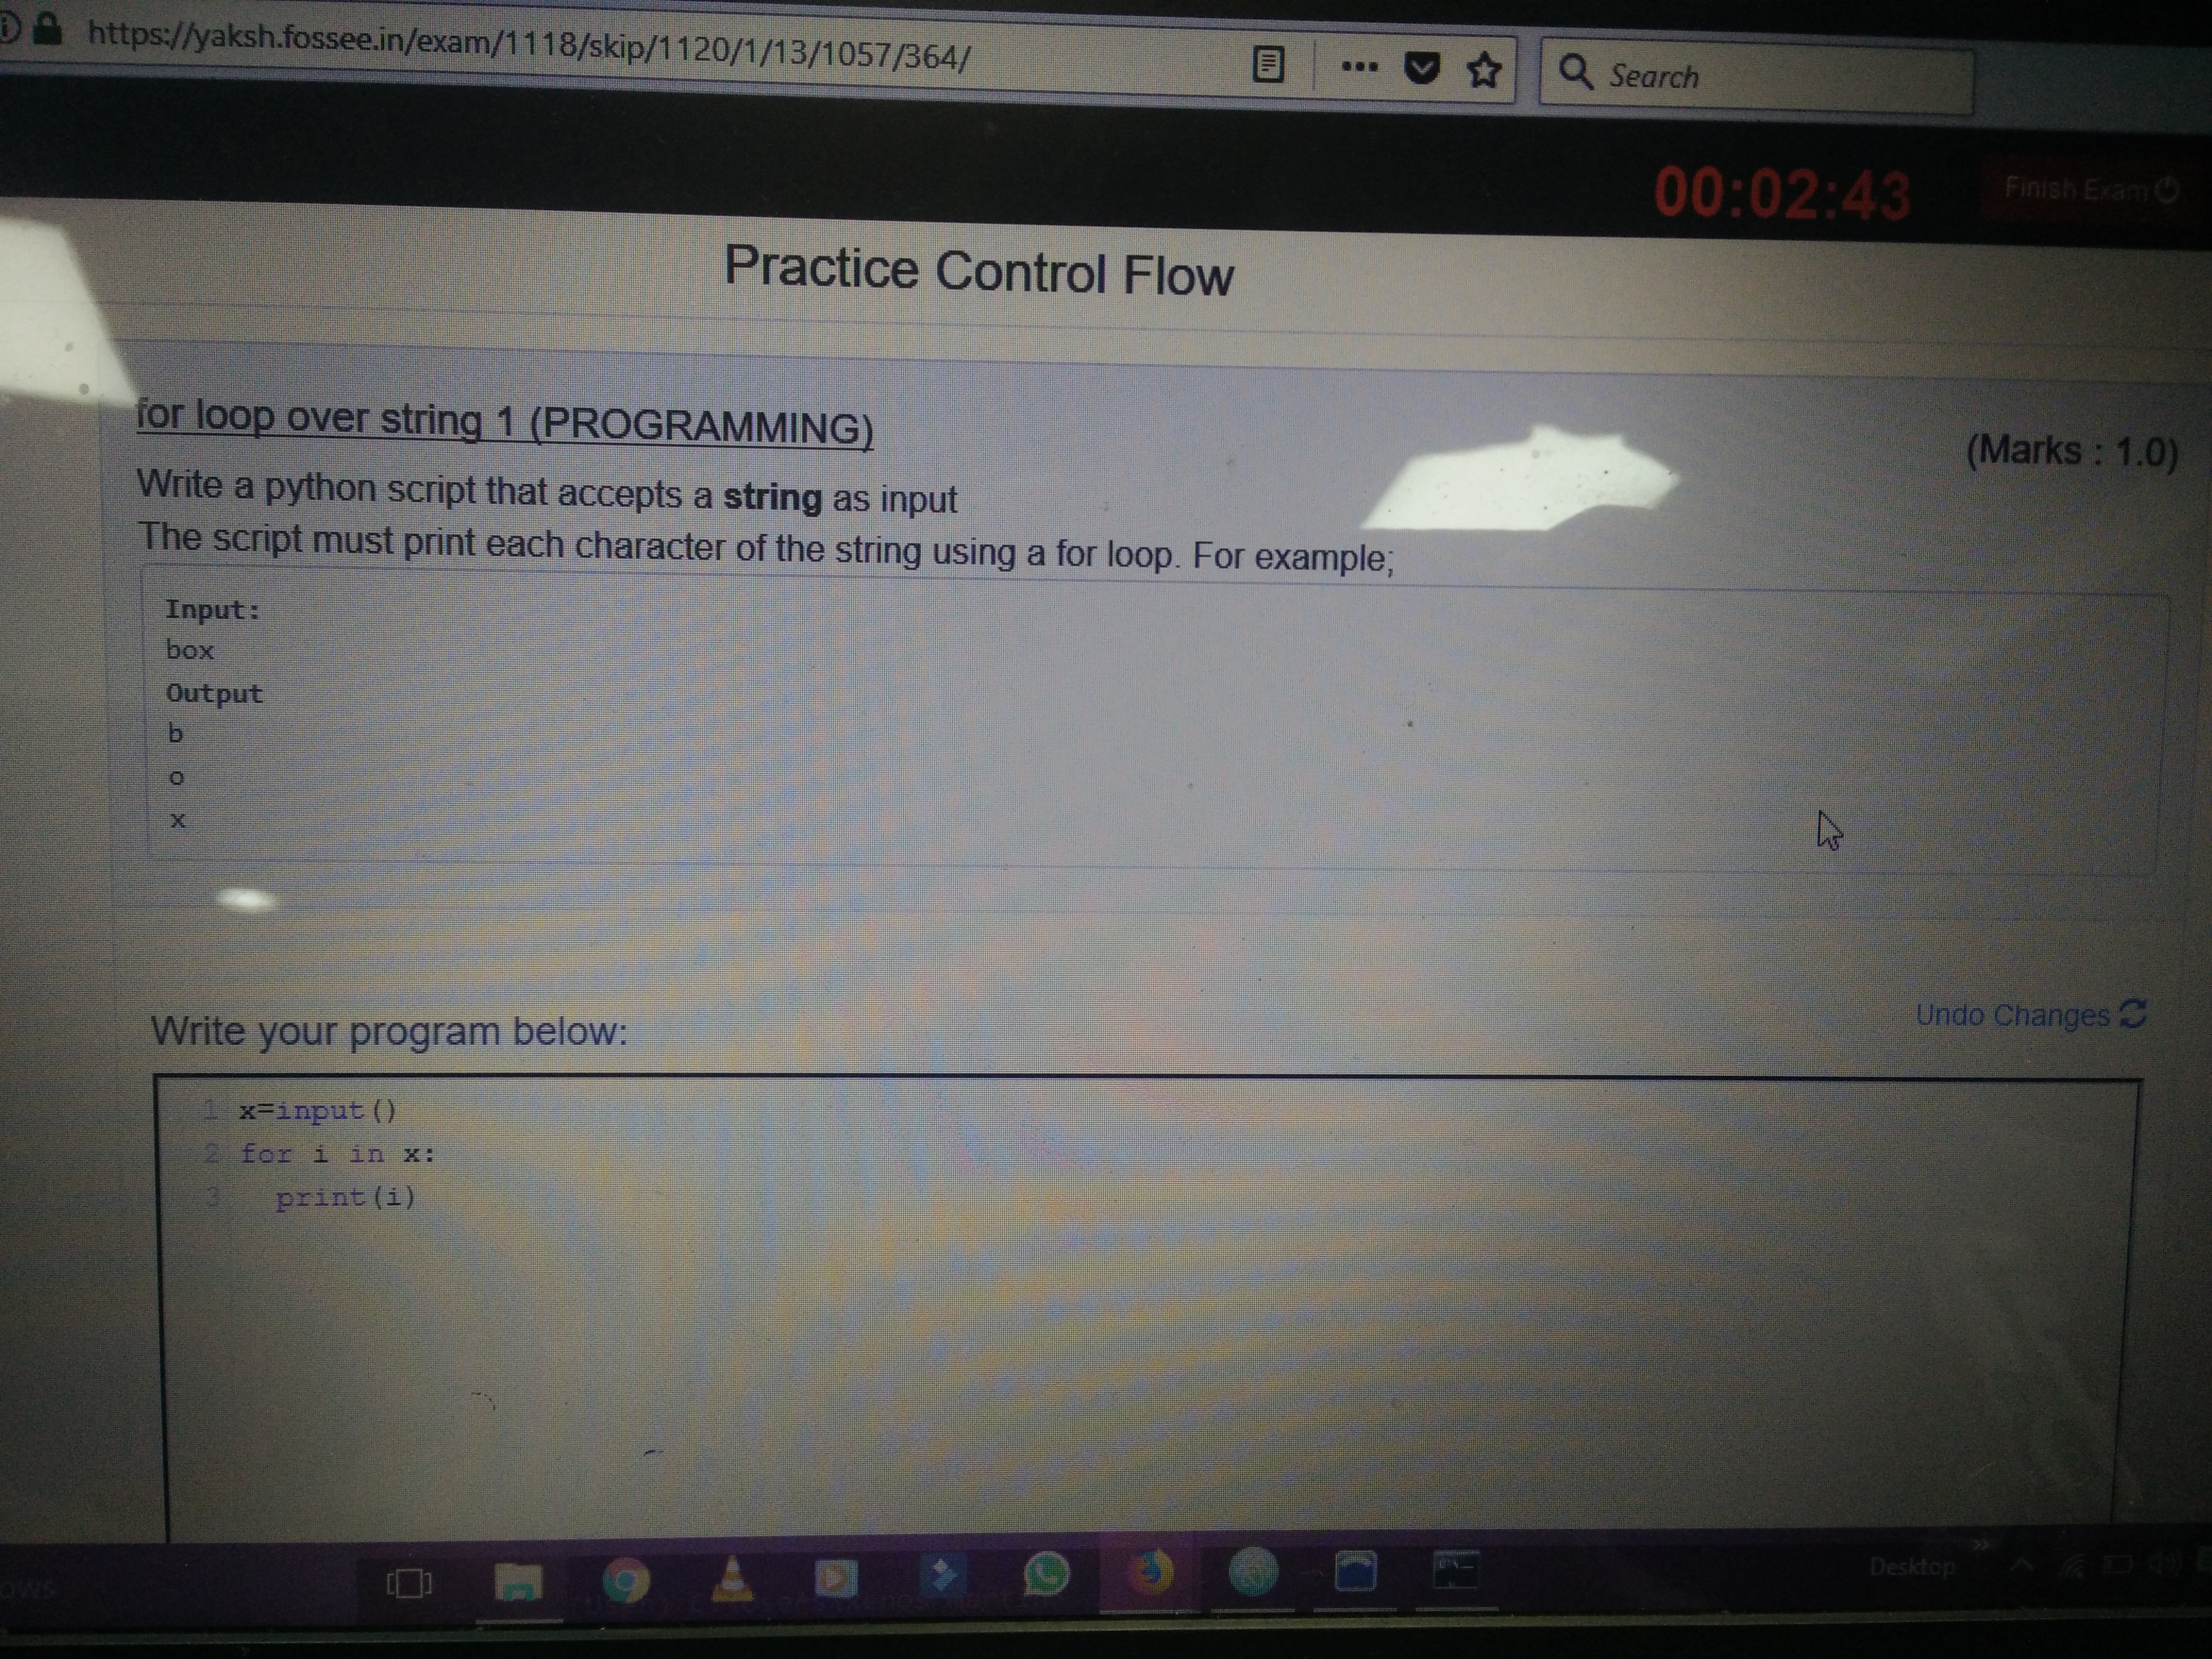 https://yaksh.fossee.in/exam/1118/skip/1120/1/13/1057/364/
Search
00:02:43
Finish Exam
Practice Control Flow
for loop over string 1 (PROGRAMMING)
(Marks : 1.0)
Write a python script that accepts a string as input
The script must print each character of the string using a for loop. For example;
Input:
box
Output
b
o
x
Undo Changes
Write your program below:
1 x=input()
2 for i in x:
3 print(i)
Desktop